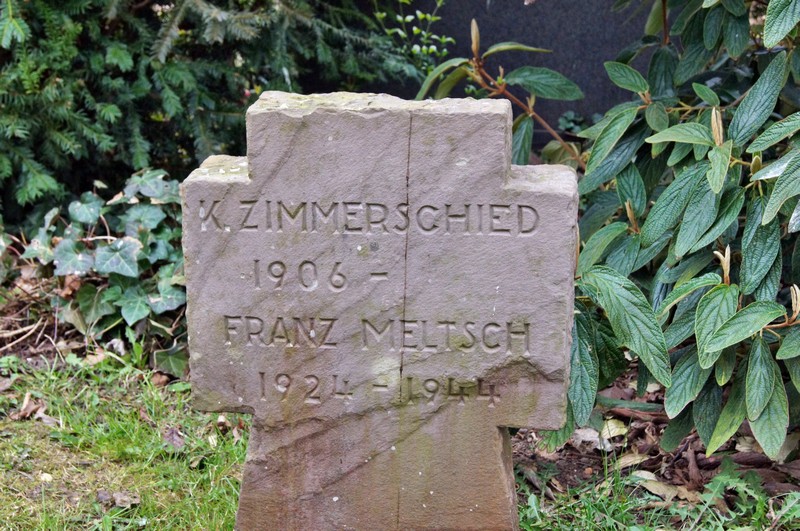 K. ZIMMERSCHIED
1906 -
FRANZ MELTSCH
1924 - 1944